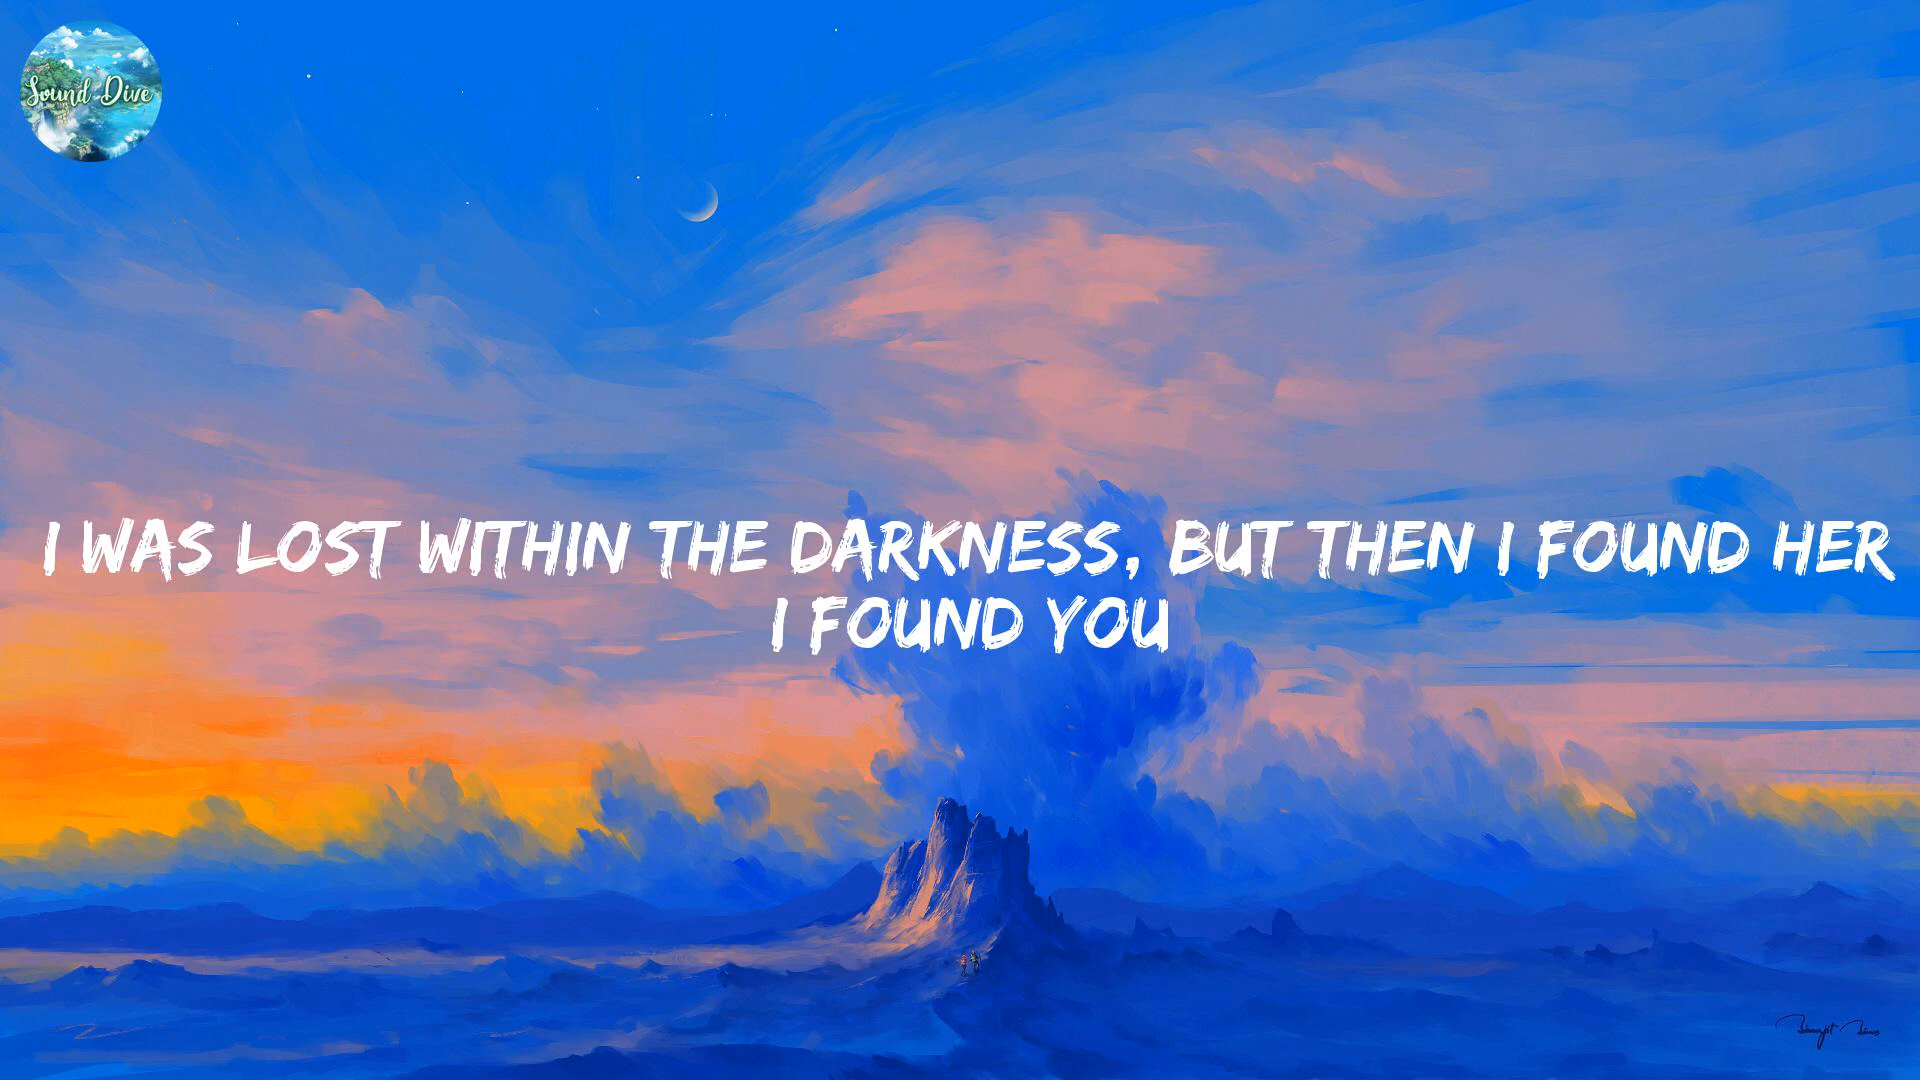 Sound Dive
I WAS LOST WITHIN THE DARKNESS, BUT THEN I FOUND HER
I FOUND YOU